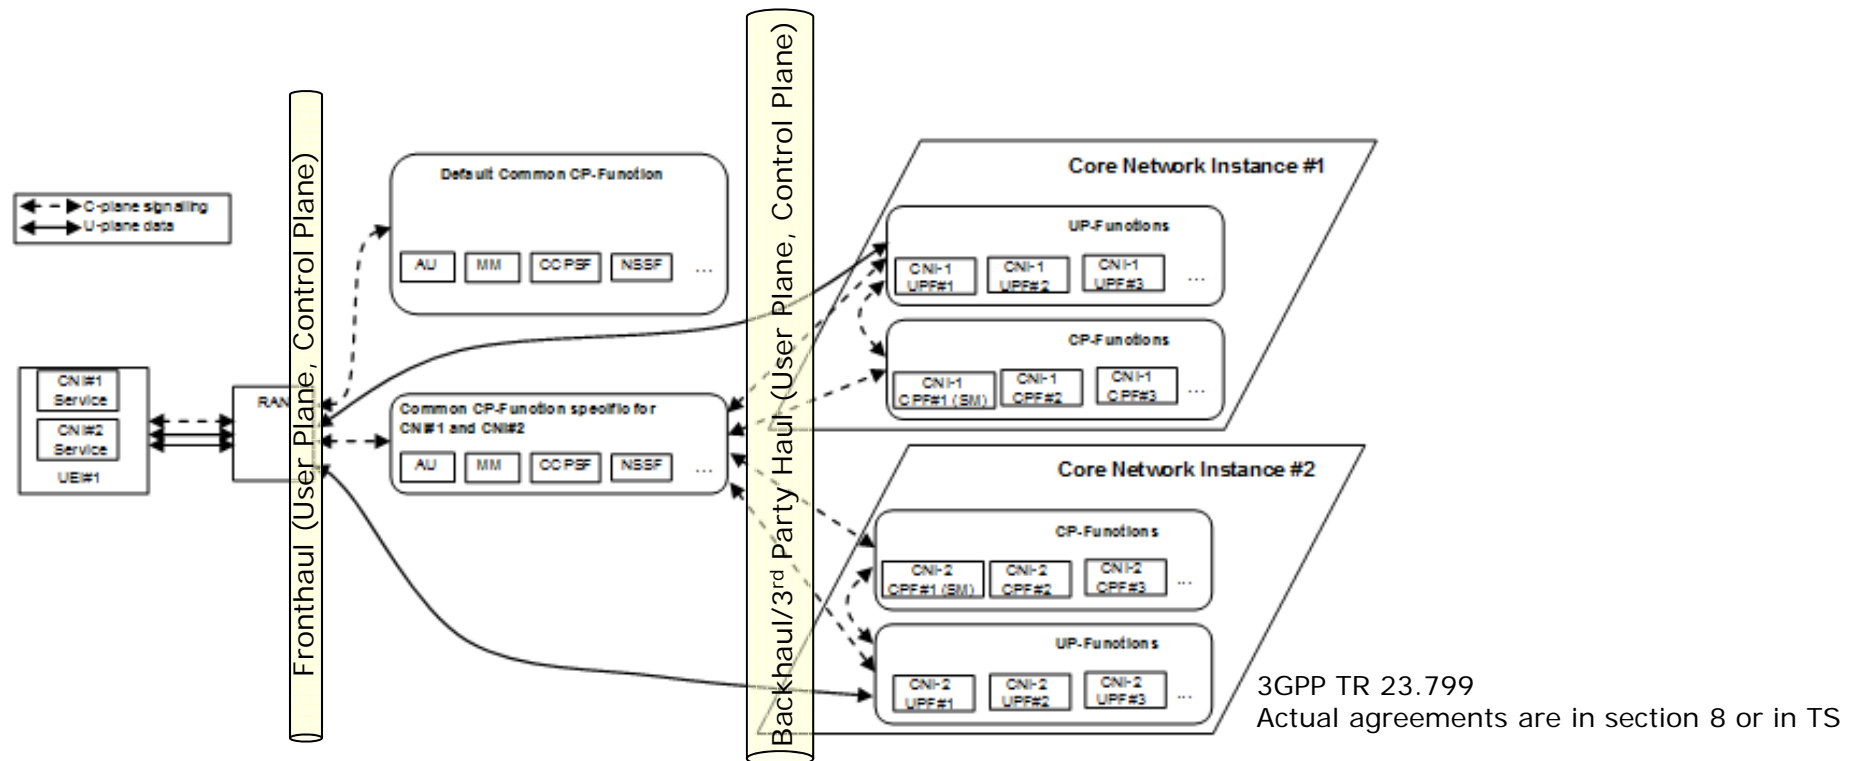 C-plane signalling
U-plane data
CNI#1
Service
CNI#2
Service
UEI#1
RAN
Fronthaul (User Plane, Control Plane)
Default Common CP-Function
AU
MM
CCPSF
NSSF
...
Common CP-Function specific for
CNI#1 and CNI#2
AU
MM
CCPSF
NSSF
...
Backhaul/3rd Party Haul (User Plane, Control Plane)
Core Network Instance #1
UP-Functions
CNI-1
UPF#1
CNI-1
UPF#2
CNI-1
UPF#3
...
CP-Functions
CNI-1
CPF#1 (SM)
CNI-1
CPF#2
CNI-1
CPF#3
...
Core Network Instance #2
CP-Functions
CNI-2
CPF#1 (SM)
CNI-2
CPF#2
CNI-2
CPF#3
...
UP-Functions
CNI-2
UPF#1
CNI-2
UPF#2
CNI-2
UPF#3
...
3GPP TR 23.799
Actual agreements are in section 8 or in TS